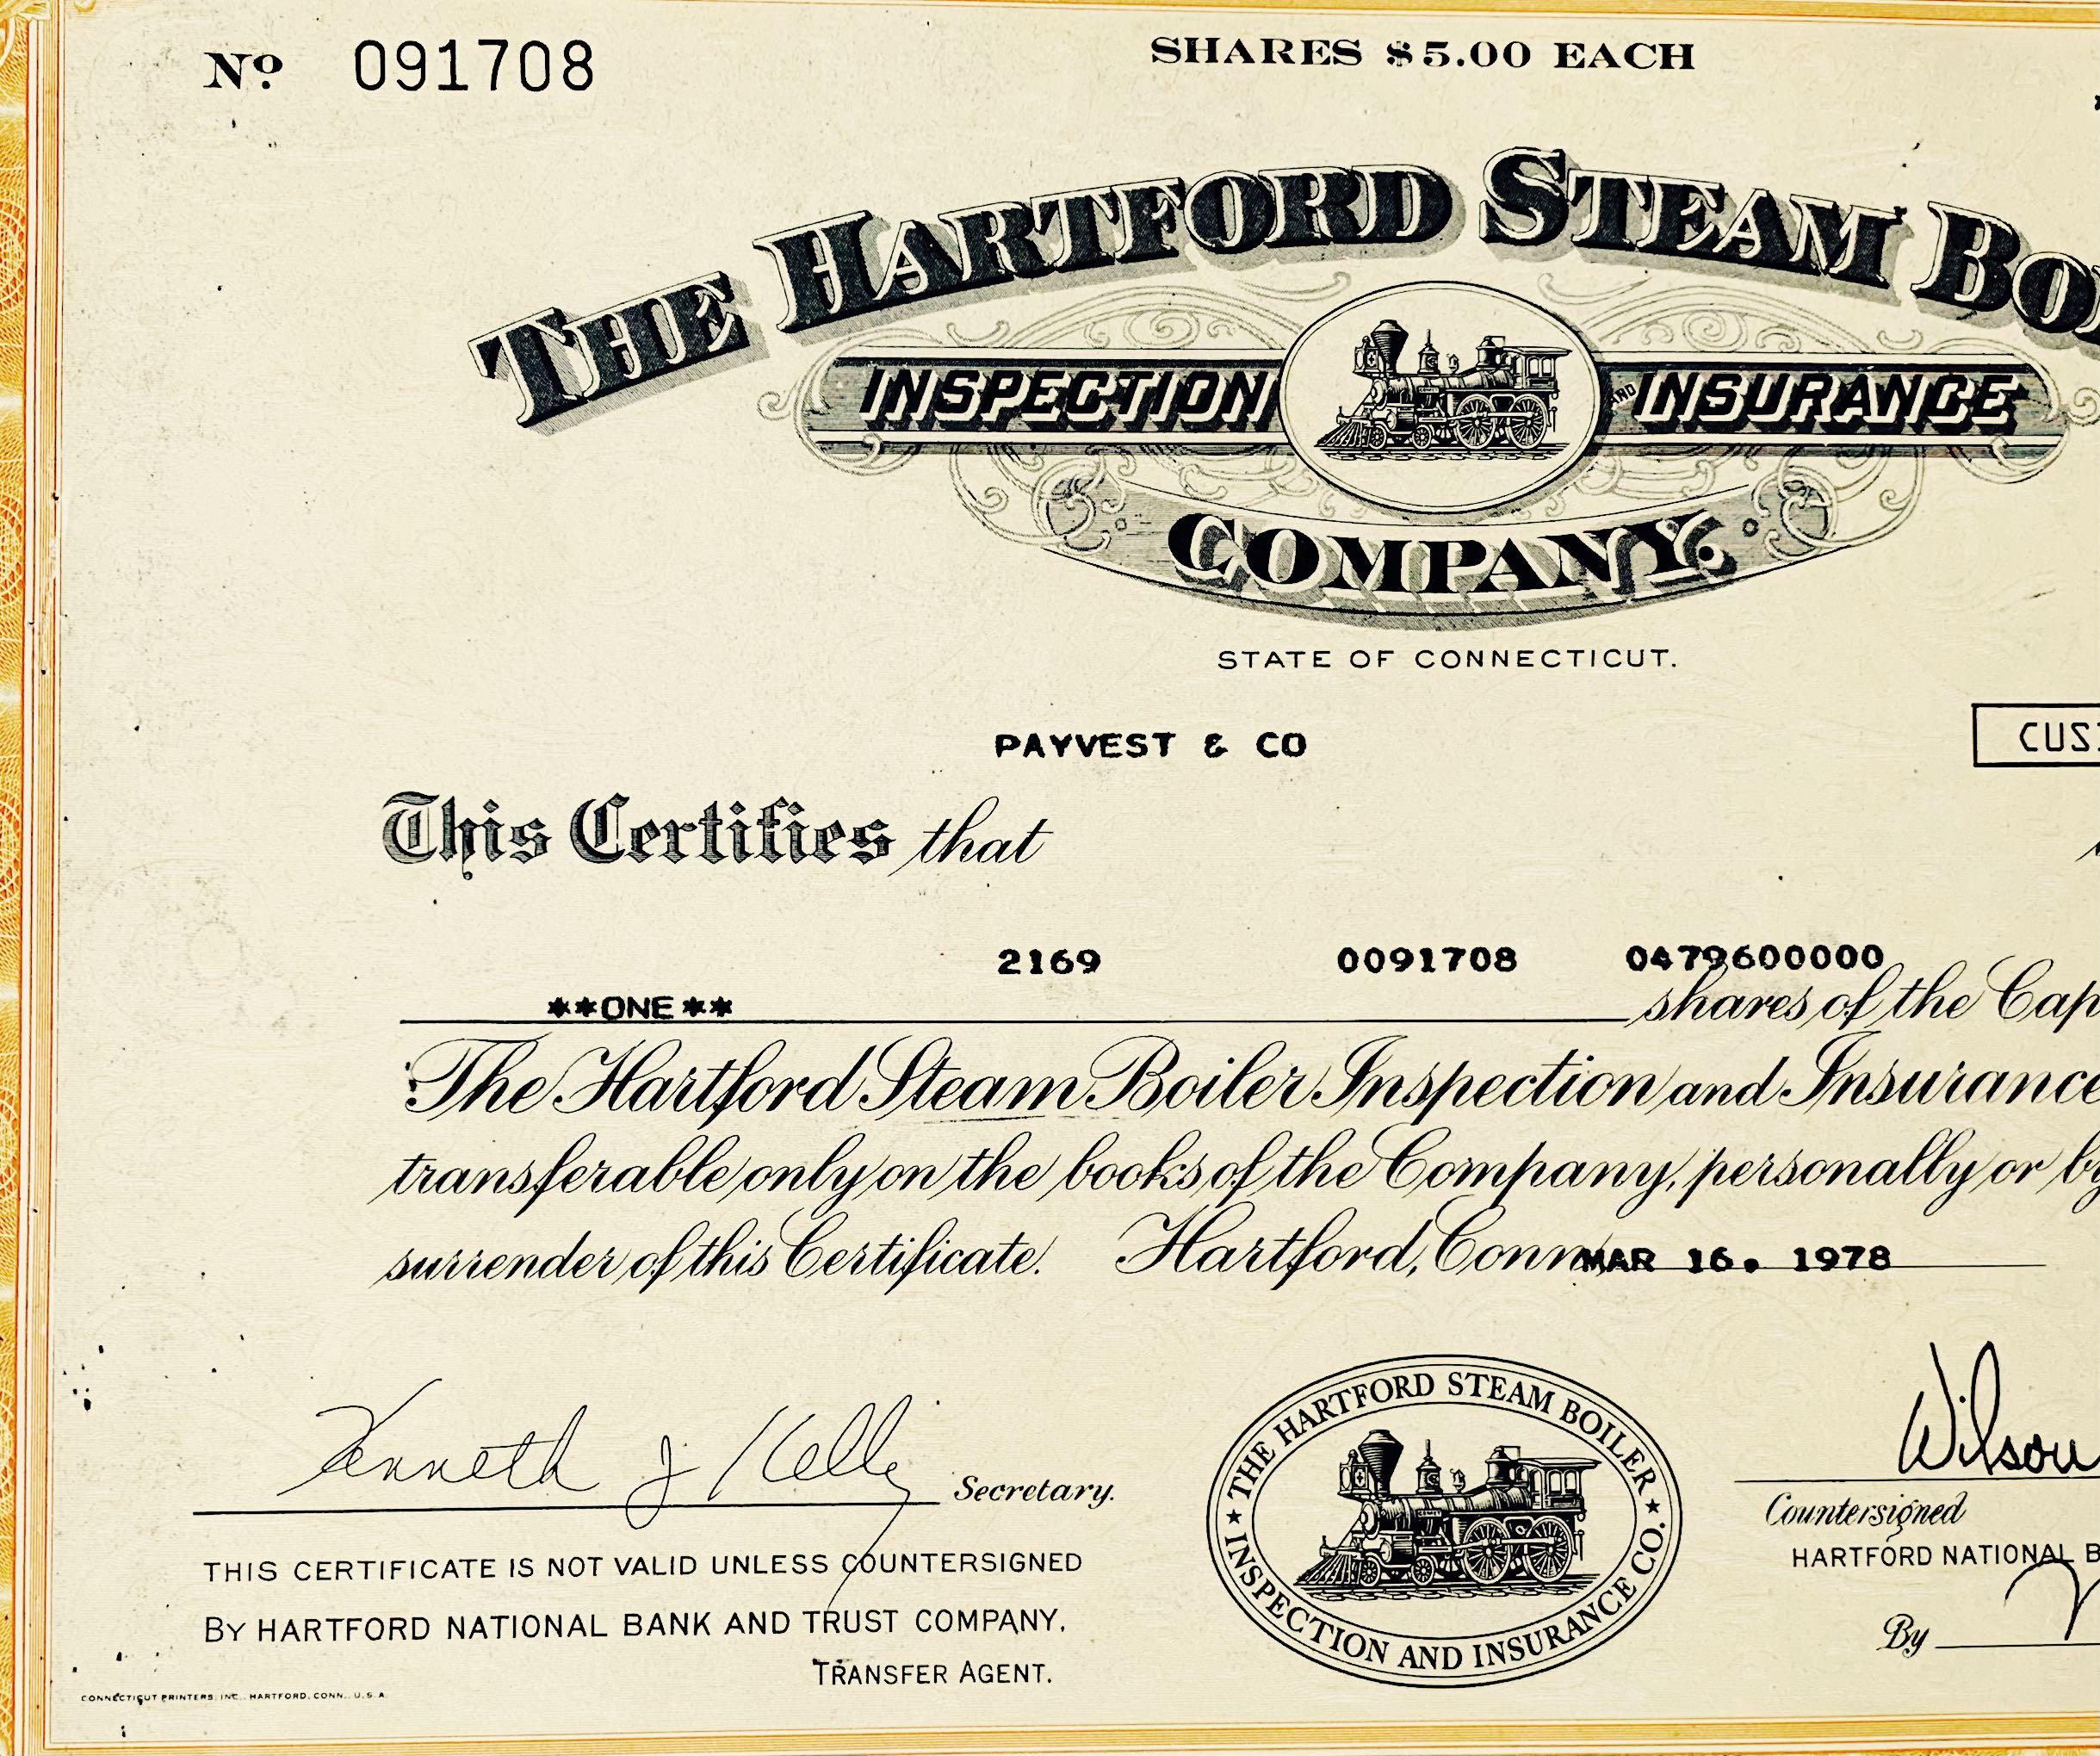 Nº 091708
SHARES $5.00 EACH
THE HARTFORD STEAM
INSPECTION AND INSURANCE
COMPANY.
STATE OF CONNECTICUT.
PAYVEST & CO
This Certifies that
2169 0091708 0479600000
**ONE** shares of the
The Hartford Steam Boiler Inspection and Insurance
transferable only on the books of the Company, personally or
surrender of this Certificate. Hartford, Conn. MAR 16. 1978
Kenneth J Kelley Secretary.
THIS CERTIFICATE IS NOT VALID UNLESS COUNTERSIGNED
BY HARTFORD NATIONAL BANK AND TRUST COMPANY,
TRANSFER AGENT.
CONNECTICUT PRINTERS, INC., HARTFORD, CONN., U.S.A.
★ THE HARTFORD STEAM BOILER ★
INSPECTION AND INSURANCE CO.
Wilson
Countersigned
HARTFORD NATIONAL
By